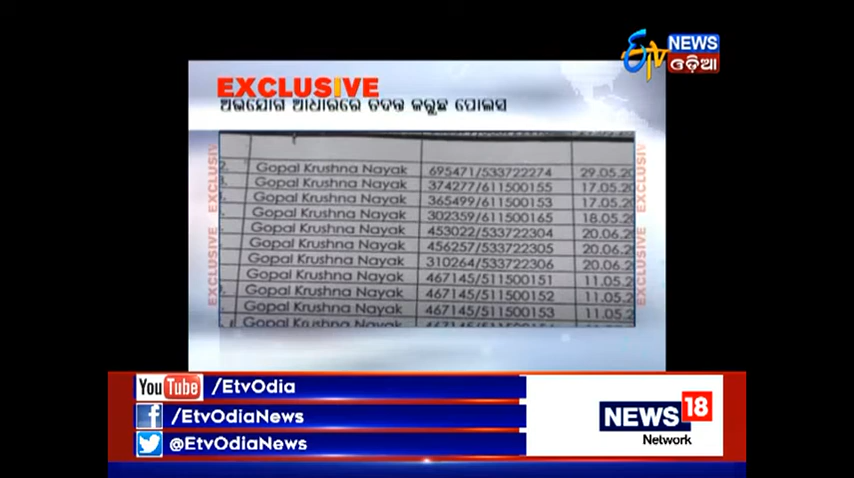 ETV NEWS
ଓଡ଼ିଆ
EXCLUSIVE
ଅଭିଯୋଗ ଆଧାରରେ ତଦନ୍ତ କରୁଛି ପୋଲିସ
EXCLUSIVE
EXCLUSIVE
EXCLUSIVE
EXCLUSIVE
2. Gopal Krushna Nayak 695471/533722274 29.05.20
Gopal Krushna Nayak 374277/611500155 17.05.2
Gopal Krushna Nayak 365499/611500153 17.05.2
Gopal Krushna Nayak 302359/611500165 18.05.2
Gopal Krushna Nayak 453022/533722304 20.06.2
Gopal Krushna Nayak 456257/533722305 20.06.2
Gopal Krushna Nayak 310264/533722306 20.06.2
Gopal Krushna Nayak 467145/511500151 11.05.2
Gopal Krushna Nayak 467145/511500152 11.05.2
Gopal Krushna Nayak 467145/511500153 11.05.2
Gopal Krushna Nayak
YouTube /EtvOdia
f /EtvOdiaNews
@EtvOdiaNews
NEWS 18
Network